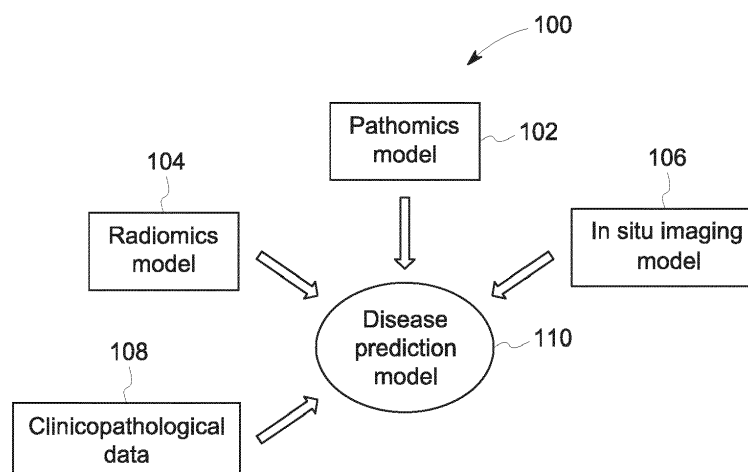 100
Pathomics
model
102
104
106
Radiomics
model
In situ imaging
model
Disease
prediction
model
110
108
Clinicopathological
data